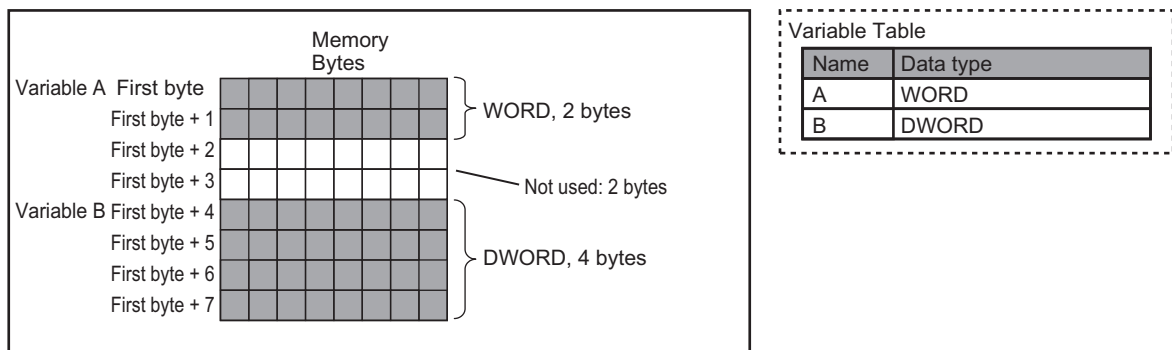 Memory
Bytes
Variable A First byte
First byte + 1
WORD, 2 bytes
First byte + 2
First byte + 3
Not used: 2 bytes
Variable B First byte + 4
First byte + 5
First byte + 6
DWORD, 4 bytes
First byte + 7
Variable Table
Name Data type
A WORD
B DWORD